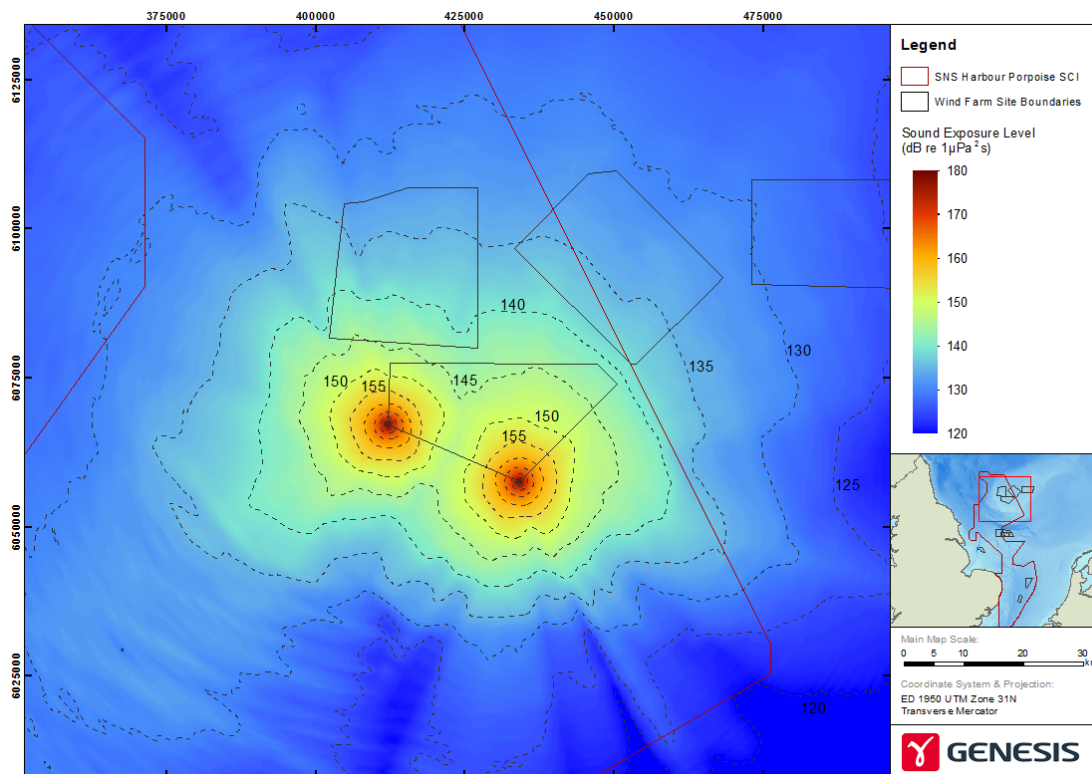 375000 400000 425000 450000 475000
6125000
6100000
6075000
6050000
6025000
140
130
135
150
155
145
150
155
125
120
Legend
SNS Harbour Porpoise SCI
Wind Farm Site Boundaries
Sound Exposure Level
(dB re 1µPa²s)
180
170
160
150
140
130
120
Main Map Scale:
0 5 10 20 30
km
Coordinate System & Projection:
ED 1950 UTM Zone 31N
Transverse Mercator
GENESIS